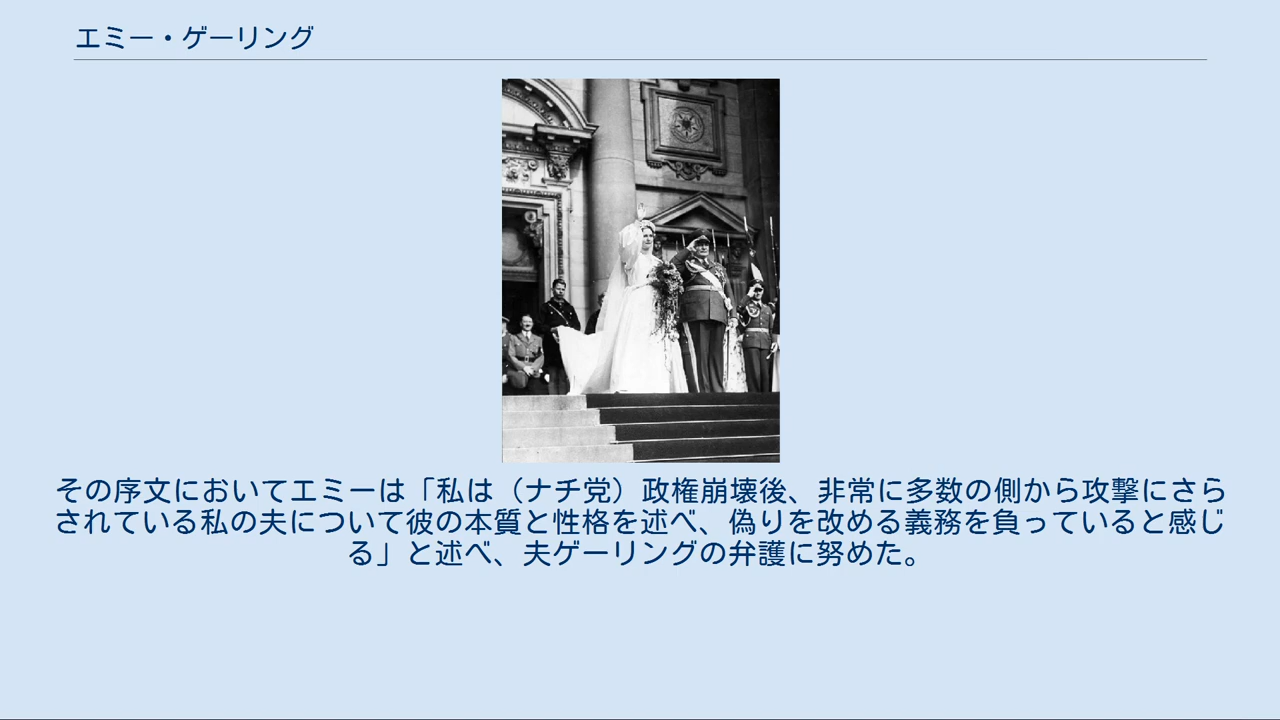 エミー・ゲーリング
その序文においてエミーは「私は（ナチ党）政権崩壊後、非常に多数の側から攻撃にさら
されている私の夫について彼の本質と性格を述べ、偽りを改める義務を負っていると感じ
る」と述べ、夫ゲーリングの弁護に努めた。